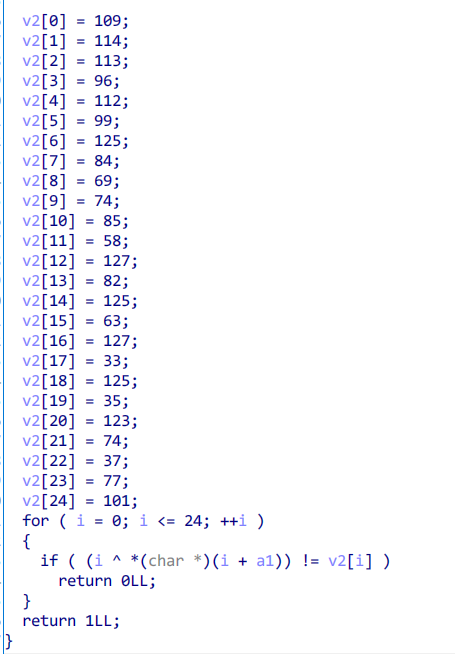 v2[0] = 109;
v2[1] = 114;
v2[2] = 113;
v2[3] = 96;
v2[4] = 112;
v2[5] = 99;
v2[6] = 125;
v2[7] = 84;
v2[8] = 69;
v2[9] = 74;
v2[10] = 85;
v2[11] = 58;
v2[12] = 127;
v2[13] = 82;
v2[14] = 125;
v2[15] = 63;
v2[16] = 127;
v2[17] = 33;
v2[18] = 125;
v2[19] = 35;
v2[20] = 123;
v2[21] = 74;
v2[22] = 37;
v2[23] = 77;
v2[24] = 101;
for ( i = 0; i <= 24; ++i )
{
if ( (i ^ *(char *)(i + a1)) != v2[i] )
return 0LL;
}
return 1LL;
}